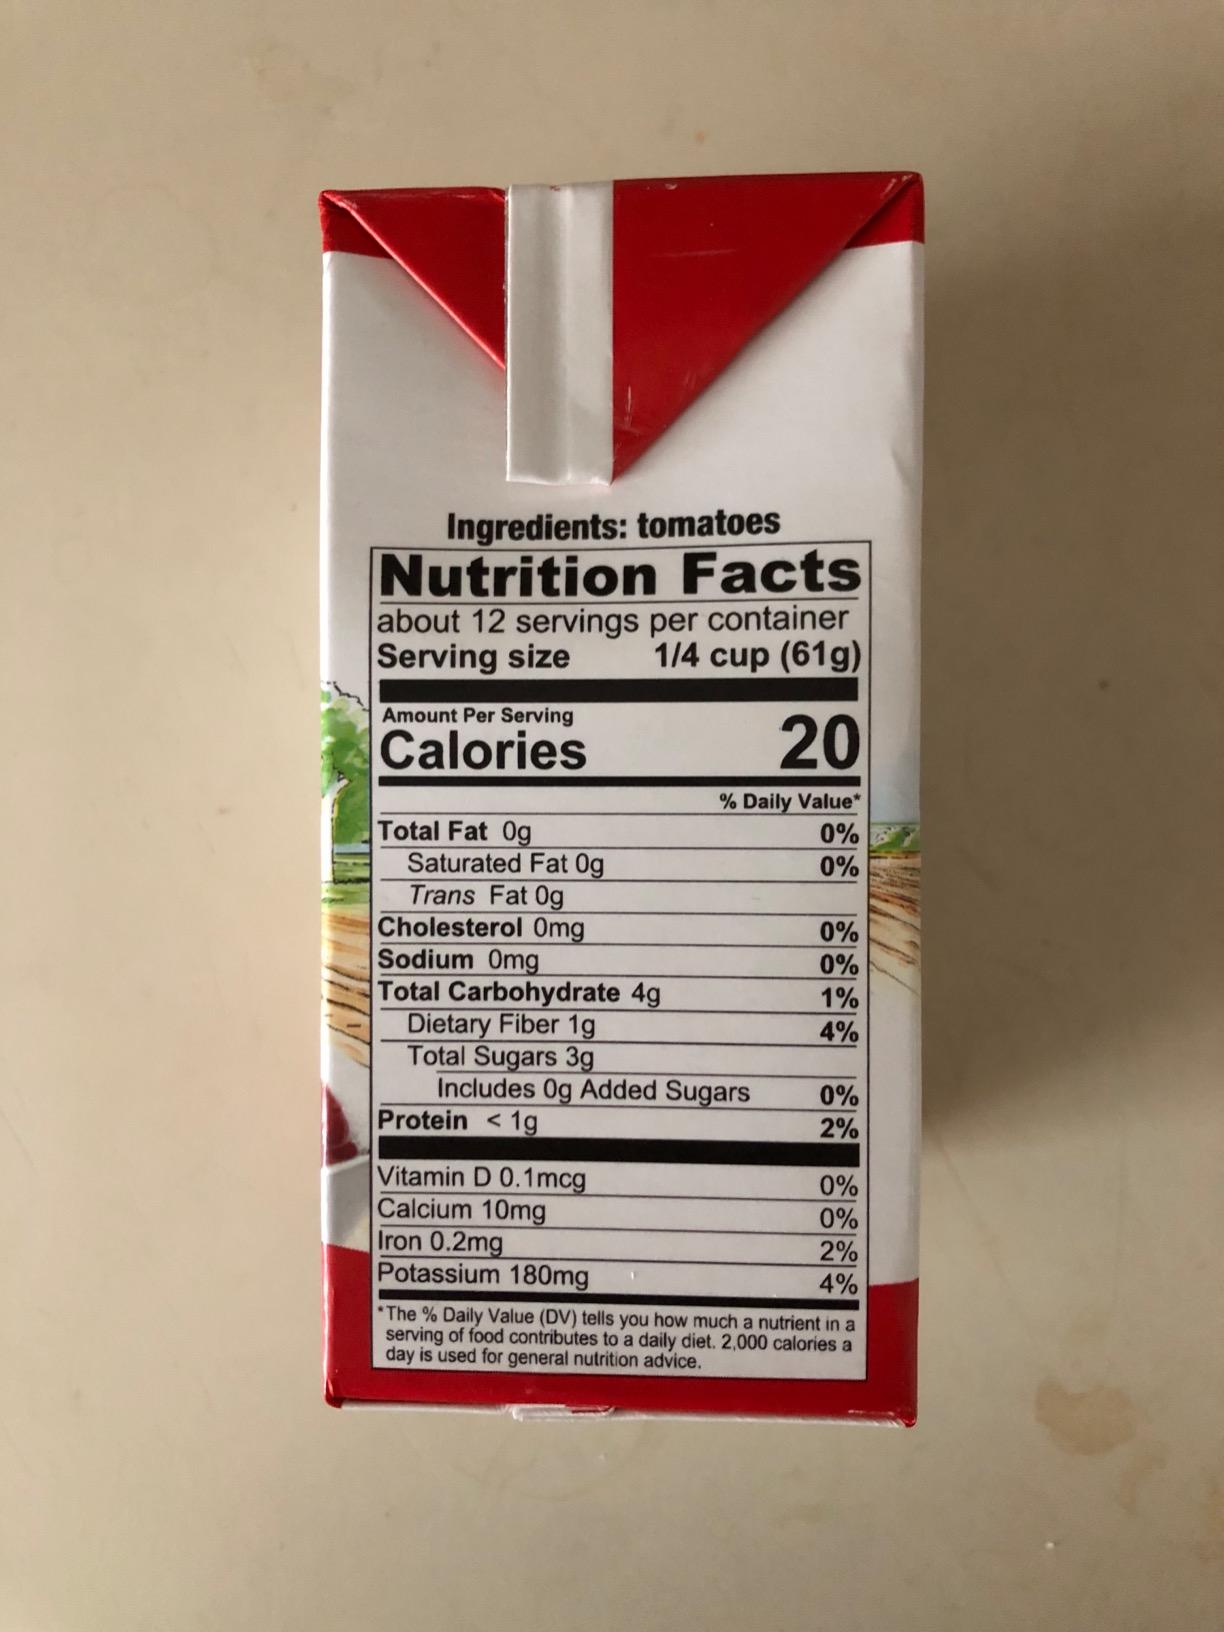 Ingredients: tomatoes
Nutrition Facts
about 12 servings per container
Serving size 1/4 cup (61g)
Amount Per Serving
Calories 20
% Daily Value*
Total Fat 0g 0%
Saturated Fat 0g 0%
Trans Fat 0g
Cholesterol 0mg 0%
Sodium 0mg 0%
Total Carbohydrate 4g 1%
Dietary Fiber 1g 4%
Total Sugars 3g
Includes 0g Added Sugars 0%
Protein < 1g 2%
Vitamin D 0.1mcg 0%
Calcium 10mg 0%
Iron 0.2mg 2%
Potassium 180mg 4%
*The % Daily Value (DV) tells you how much a nutrient in a
serving of food contributes to a daily diet. 2,000 calories a
day is used for general nutrition advice.